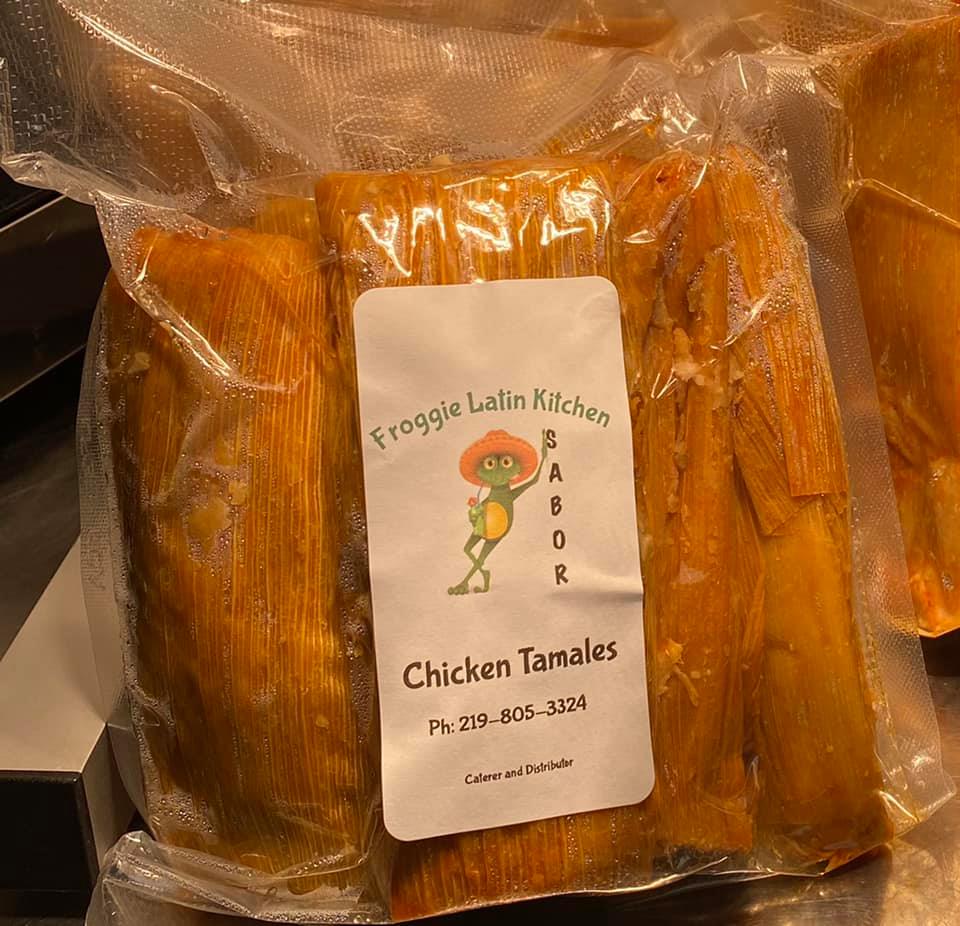 Froggie Latin Kitchen
SABOR
Chicken Tamales
Ph: 219-805-3324
Caterer and Distributor